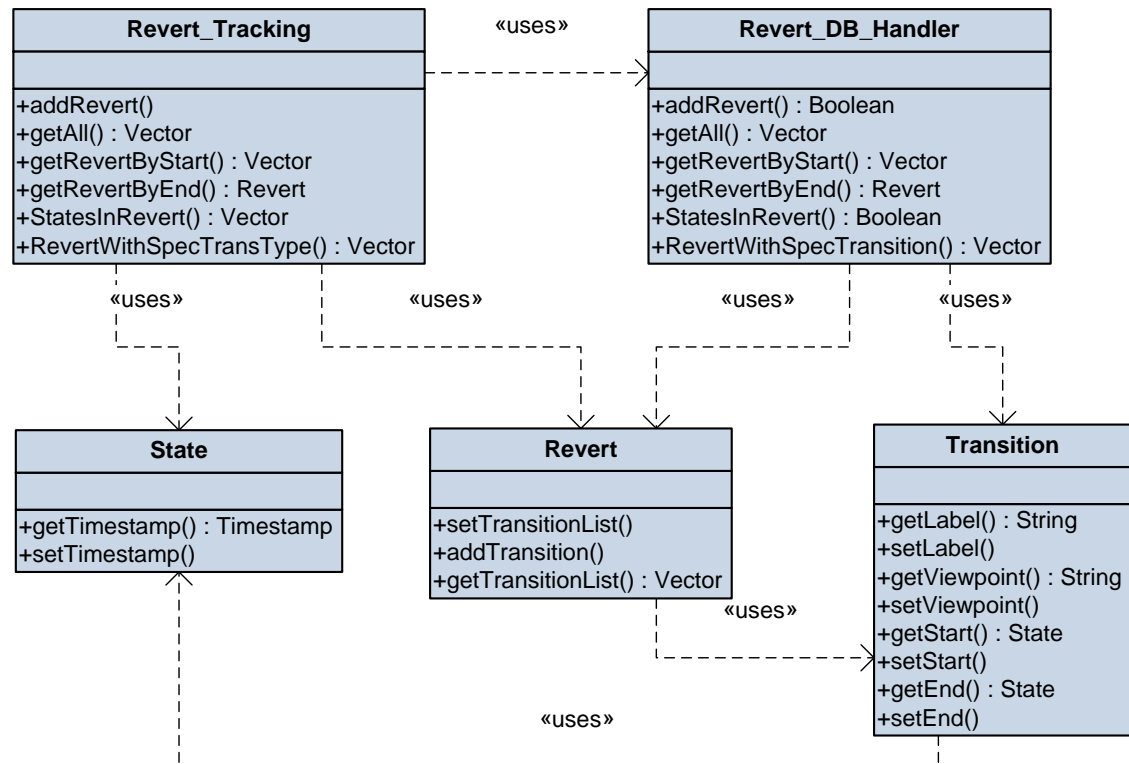 Revert_Tracking
+addRevert()
+getAll() : Vector
+getRevertByStart() : Vector
+getRevertByEnd() : Revert
+StatesInRevert() : Vector
+RevertWithSpecTransType() : Vector
«uses»
Revert_DB_Handler
+addRevert() : Boolean
+getAll() : Vector
+getRevertByStart() : Vector
+getRevertByEnd() : Revert
+StatesInRevert() : Boolean
+RevertWithSpecTransition() : Vector
«uses»
«uses»
«uses»
«uses»
State
+getTimestamp() : Timestamp
+setTimestamp()
Revert
+setTransitionList()
+addTransition()
+getTransitionList() : Vector
«uses»
Transition
+getLabel() : String
+setLabel()
+getViewpoint() : String
+setViewpoint()
+getStart() : State
+setStart()
+getEnd() : State
+setEnd()
«uses»